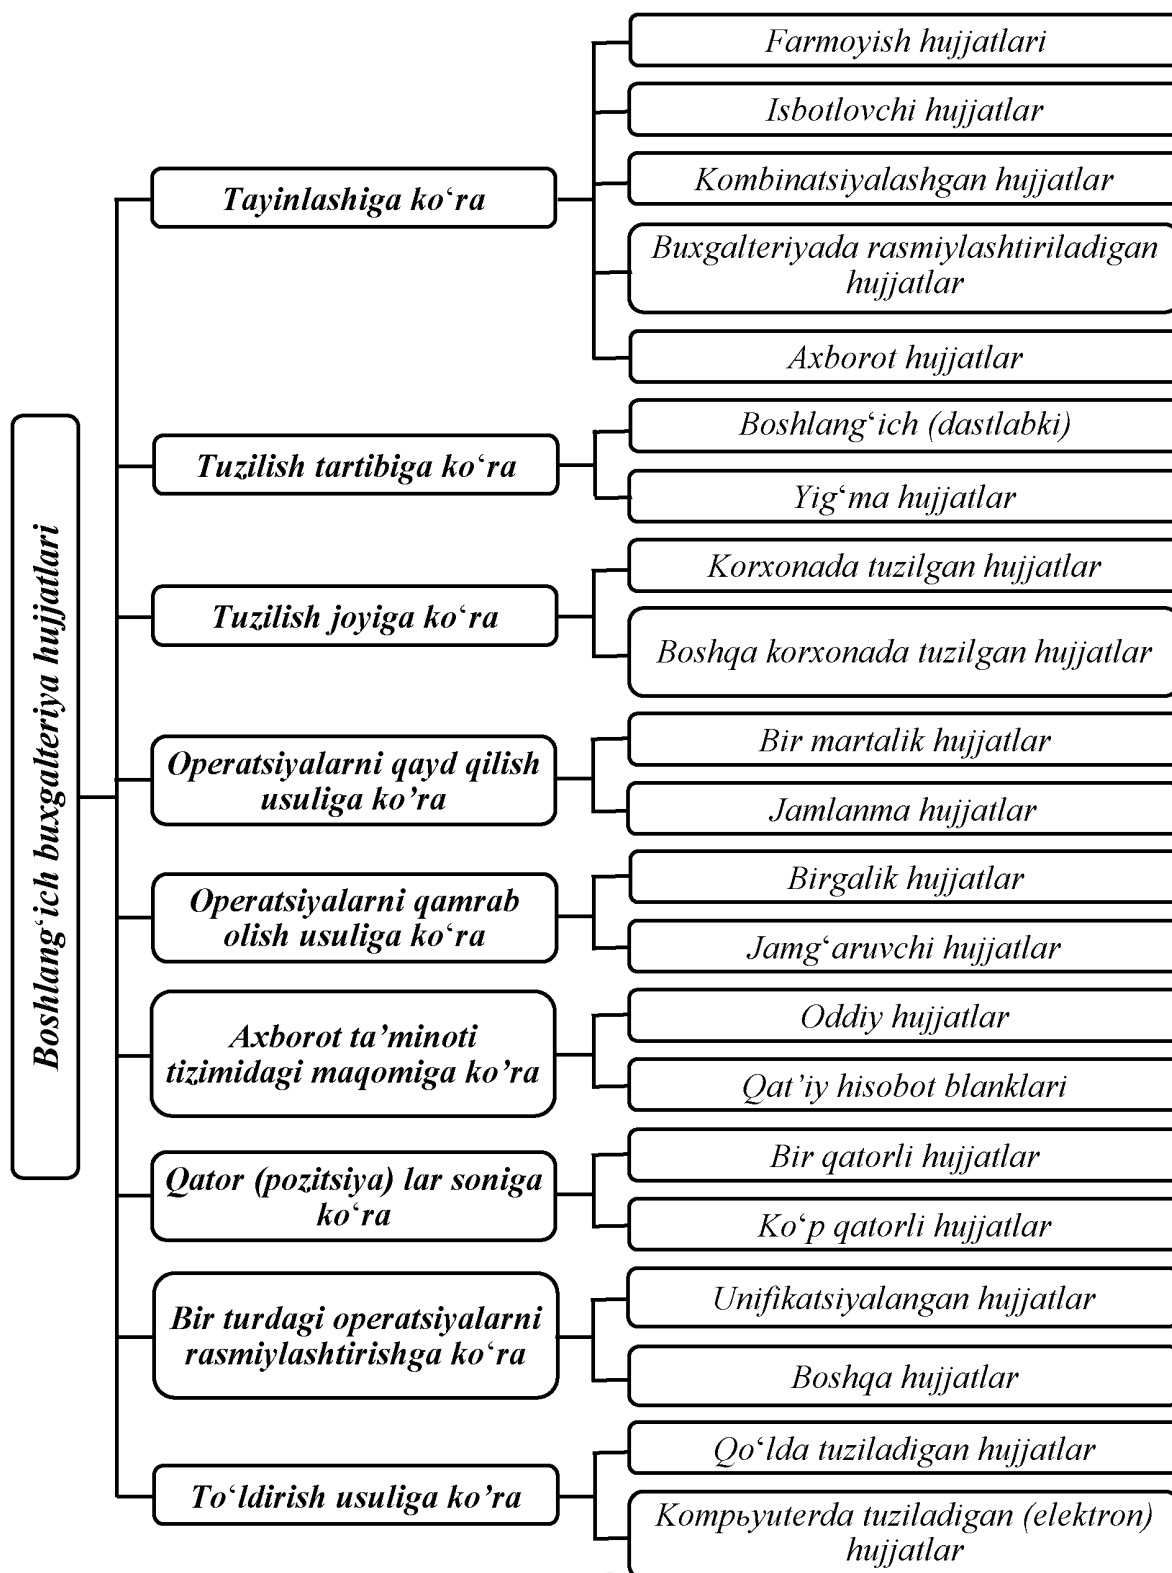 Boshlang‘ich buxgalteriya hujjatlari
Tayinlashiga ko‘ra
Farmoyish hujjatlari
Isbotlovchi hujjatlar
Kombinatsiyalashgan hujjatlar
Buxgalteriyada rasmiylashtiriladigan
hujjatlar
Axborot hujjatlar
Tuzilish tartibiga ko‘ra
Boshlang‘ich (dastlabki)
Yig‘ma hujjatlar
Tuzilish joyiga ko‘ra
Korxonada tuzilgan hujjatlar
Boshqa korxonada tuzilgan hujjatlar
Operatsiyalarni qayd qilish
usuliga ko’ra
Bir martalik hujjatlar
Jamlanma hujjatlar
Operatsiyalarni qamrab
olish usuliga ko‘ra
Birgalik hujjatlar
Jamg‘aruvchi hujjatlar
Axborot ta’minoti
tizimidagi maqomiga ko’ra
Oddiy hujjatlar
Qat’iy hisobot blanklari
Qator (pozitsiya) lar soniga
ko‘ra
Bir qatorli hujjatlar
Ko‘p qatorli hujjatlar
Bir turdagi operatsiyalarni
rasmiylashtirishga ko‘ra
Unifikatsiyalangan hujjatlar
Boshqa hujjatlar
To‘ldirish usuliga ko’ra
Qo‘lda tuziladigan hujjatlar
Kompьyuterda tuziladigan (elektron)
hujjatlar